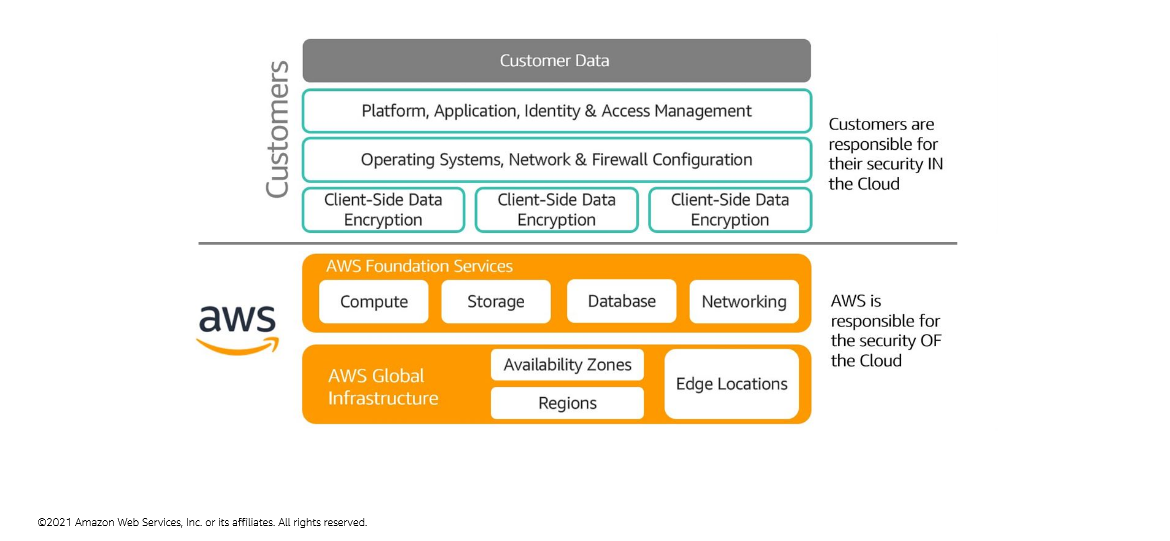 Customers
Customer Data
Platform, Application, Identity & Access Management
Operating Systems, Network & Firewall Configuration
Client-Side Data
Encryption
Client-Side Data
Encryption
Client-Side Data
Encryption
Customers are
responsible for
their security IN
the Cloud
aws
AWS Foundation Services
Compute
Storage
Database
Networking
AWS Global
Infrastructure
Availability Zones
Regions
Edge Locations
AWS is
responsible for
the security OF
the Cloud
©2021 Amazon Web Services, Inc. or its affiliates. All rights reserved.